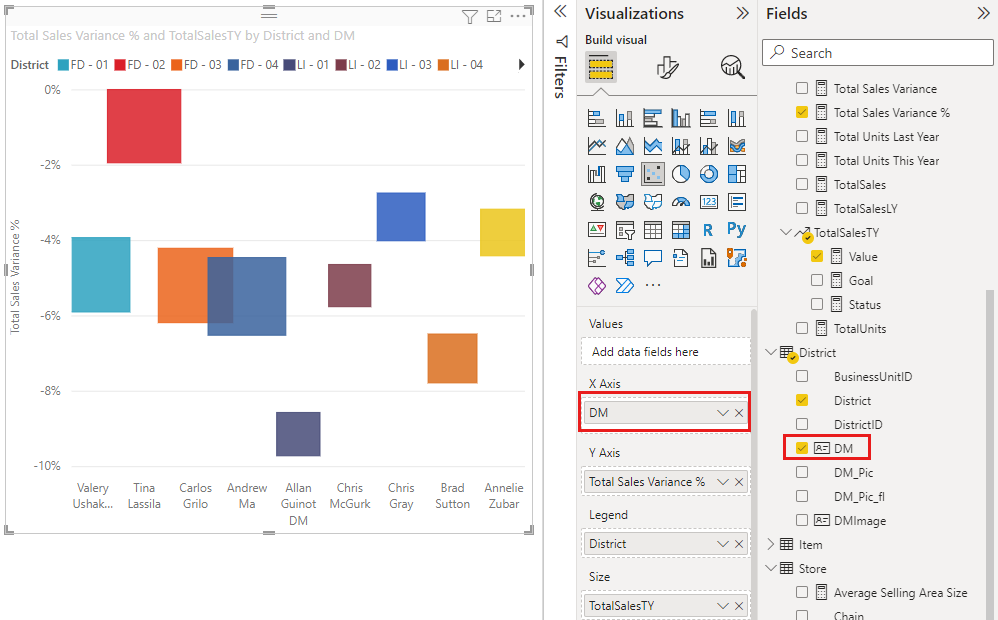 Total Sales Variance % and TotalSalesTY by District and DM
District FD - 01 FD - 02 FD - 03 FD - 04 LI - 01 LI - 02 LI - 03 LI - 04
0%
-2%
-4%
-6%
-8%
-10%
Total Sales Variance %
Valery Ushak...
Tina Lassila
Carlos Grilo
Andrew Ma
Allan Guinot
Chris McGurk
Chris Gray
Brad Sutton
Annelie Zubar
DM
Filters
Visualizations
Build visual
123
R
Py
Values
Add data fields here
X Axis
DM
Y Axis
Total Sales Variance %
Legend
District
Size
TotalSalesTY
Fields
Search
Total Sales Variance
Total Sales Variance %
Total Units Last Year
Total Units This Year
TotalSales
TotalSalesLY
TotalSalesTY
Value
Goal
Status
TotalUnits
District
BusinessUnitID
District
DistrictID
DM
DM_Pic
DM_Pic_fl
DMImage
Item
Store
Average Selling Area Size
Chain